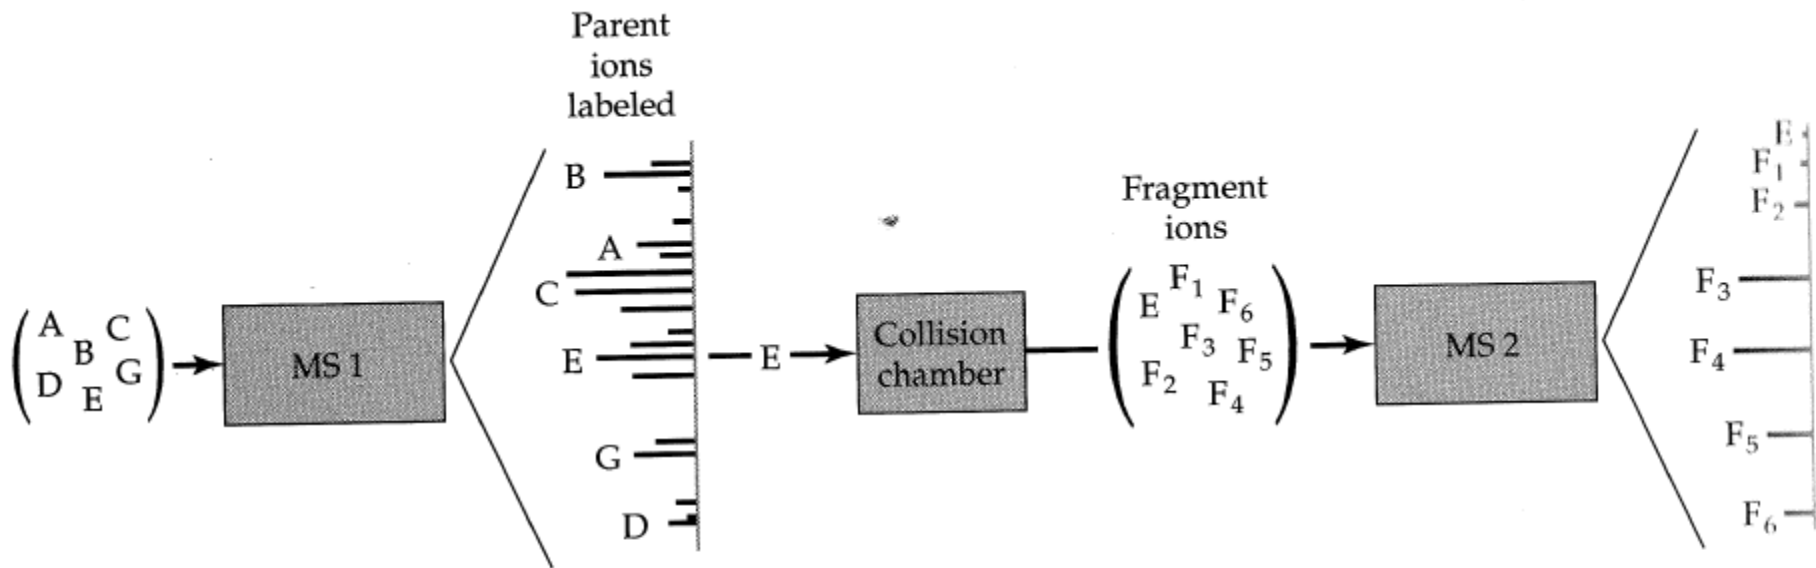 Parent
ions
labeled
A C
B
D G
E
MS 1
B
A
C
E
G
D
E
Collision
chamber
Fragment
ions
F1
E F6
F3 F5
F2 F4
MS 2
E
F1
F2
F3
F4
F5
F6